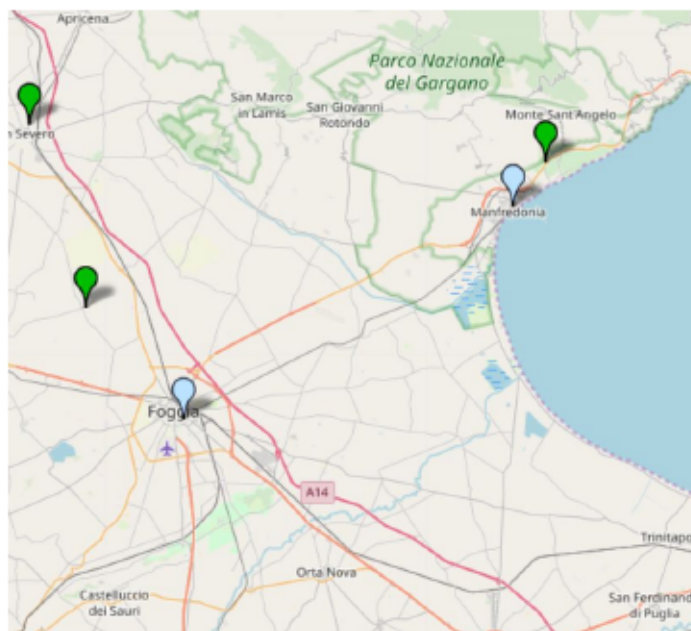 Apricena
Parco Nazionale
del Gargano
San Marco
in Lamis
San Giovanni
Rotondo
Monte Sant'Angelo
n Severo
Manfredonia
Foggia
A14
Trinitapo
Orta Nova
Castelluccio
dei Sauri
San Ferdinand
di Puglia